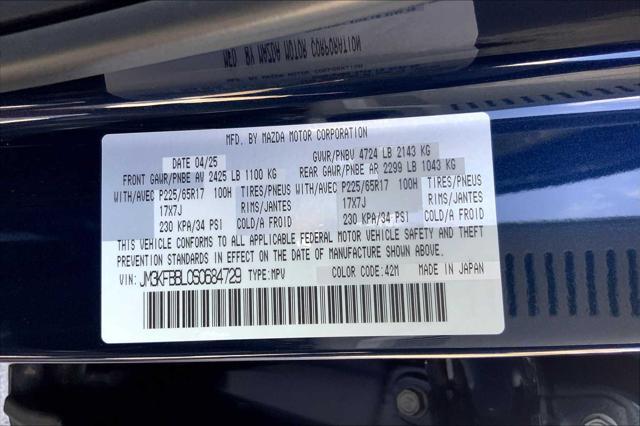 MFD. BY MAZDA MOTOR CORPORATION
DATE 04/25 GVWR/PNBV 4724 LB 2143 KG
FRONT GAWR/PNBE AV 2425 LB 1100 KG REAR GAWR/PNBE AR 2299 LB 1043 KG
WITH/AVEC P225/65R17 100H TIRES/PNEUS WITH/AVEC P225/65R17 100H TIRES/PNEUS
17X7J RIMS/JANTES 17X7J RIMS/JANTES
230 KPA/34 PSI COLD/A FROID 230 KPA/34 PSI COLD/A FROID
THIS VEHICLE CONFORMS TO ALL APPLICABLE FEDERAL MOTOR VEHICLE SAFETY AND THEFT
PREVENTION STANDARDS IN EFFECT ON THE DATE OF MANUFACTURE SHOWN ABOVE.
VIN: JM3KFBBL0S0684729 TYPE:MPV COLOR CODE:42M MADE IN JAPAN